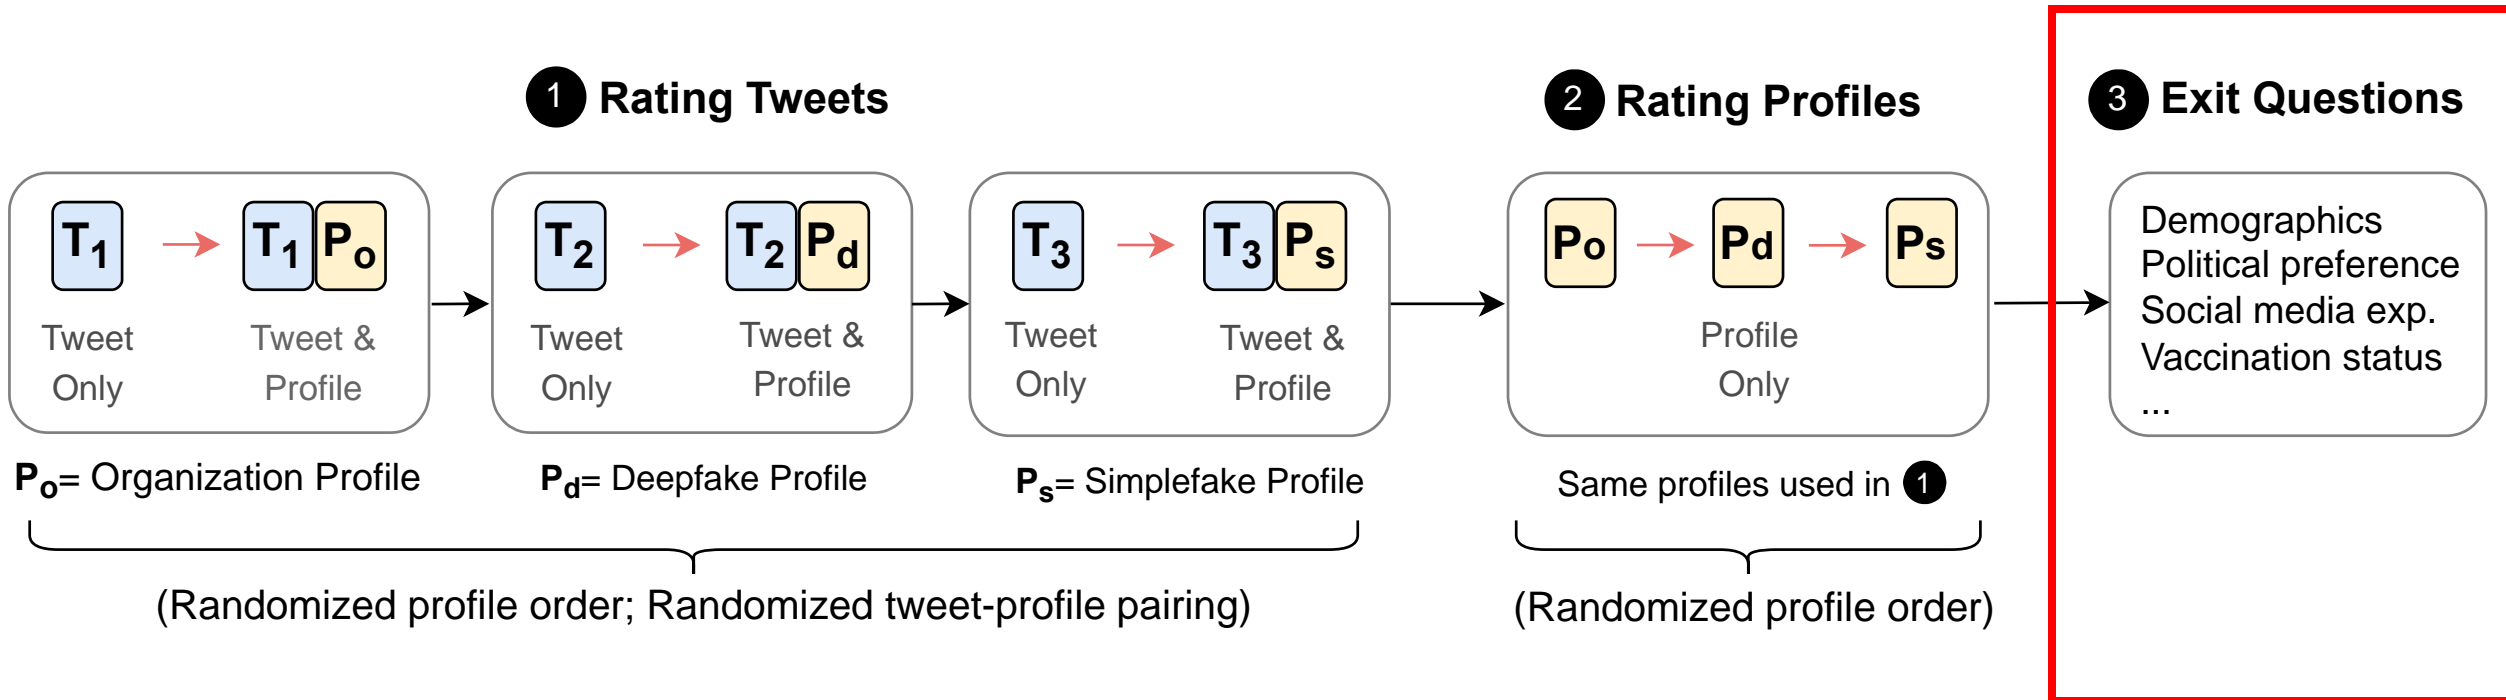 1 Rating Tweets
2 Rating Profiles
3 Exit Questions
T1
T1 Po
T2
T2 Pd
T3
T3 Ps
Po
Pd
Ps
Tweet
Only
Tweet &
Profile
Tweet
Only
Tweet &
Profile
Tweet
Only
Tweet &
Profile
Profile
Only
Demographics
Political preference
Social media exp.
Vaccination status
...
Po= Organization Profile
Pd= Deepfake Profile
Ps= Simplefake Profile
Same profiles used in 1
(Randomized profile order; Randomized tweet-profile pairing)
(Randomized profile order)